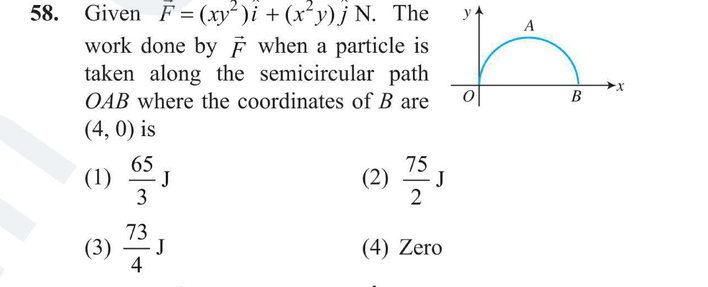 58. Given F⃗ = (xy²)î + (x²y)ĵ N. The
work done by F⃗ when a particle is
taken along the semicircular path
OAB where the coordinates of B are
(4, 0) is
(1) 65/3 J (2) 75/2 J
(3) 73/4 J (4) Zero
y
A
O B x